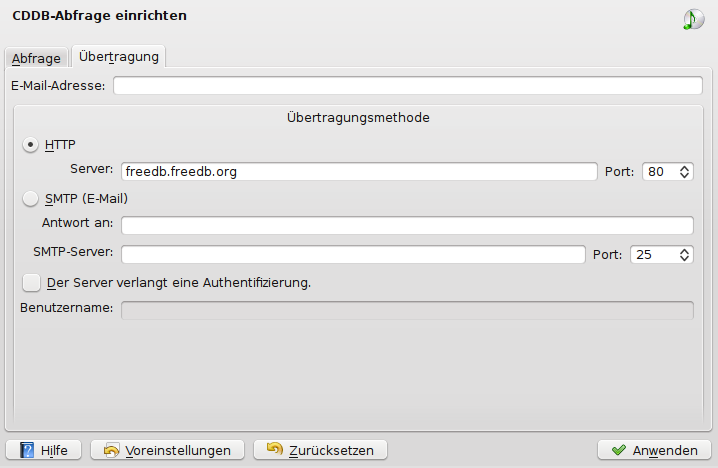 CDDB-Abfrage einrichten
Abfrage Übertragung
E-Mail-Adresse:
Übertragungsmethode
HTTP
Server: freedb.freedb.org Port: 80
SMTP (E-Mail)
Antwort an:
SMTP-Server: Port: 25
Der Server verlangt eine Authentifizierung.
Benutzername:
Hilfe Voreinstellungen Zurücksetzen Anwenden